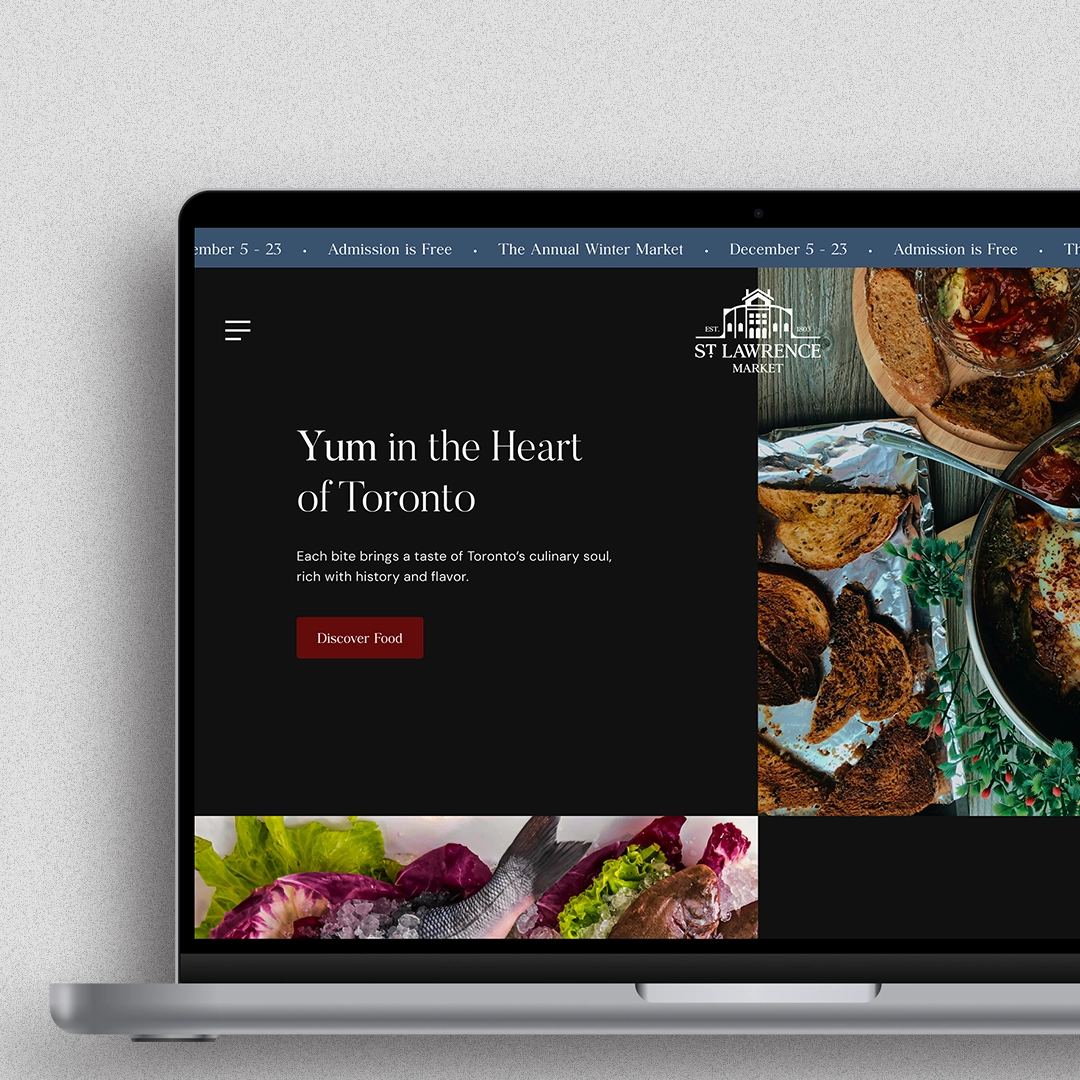 ember 5 - 23 • Admission is Free • The Annual Winter Market • December 5 - 23 • Admission is Free • Th
EST. 1803
ST LAWRENCE
MARKET
Yum in the Heart
of Toronto
Each bite brings a taste of Toronto’s culinary soul,
rich with history and flavor.
Discover Food